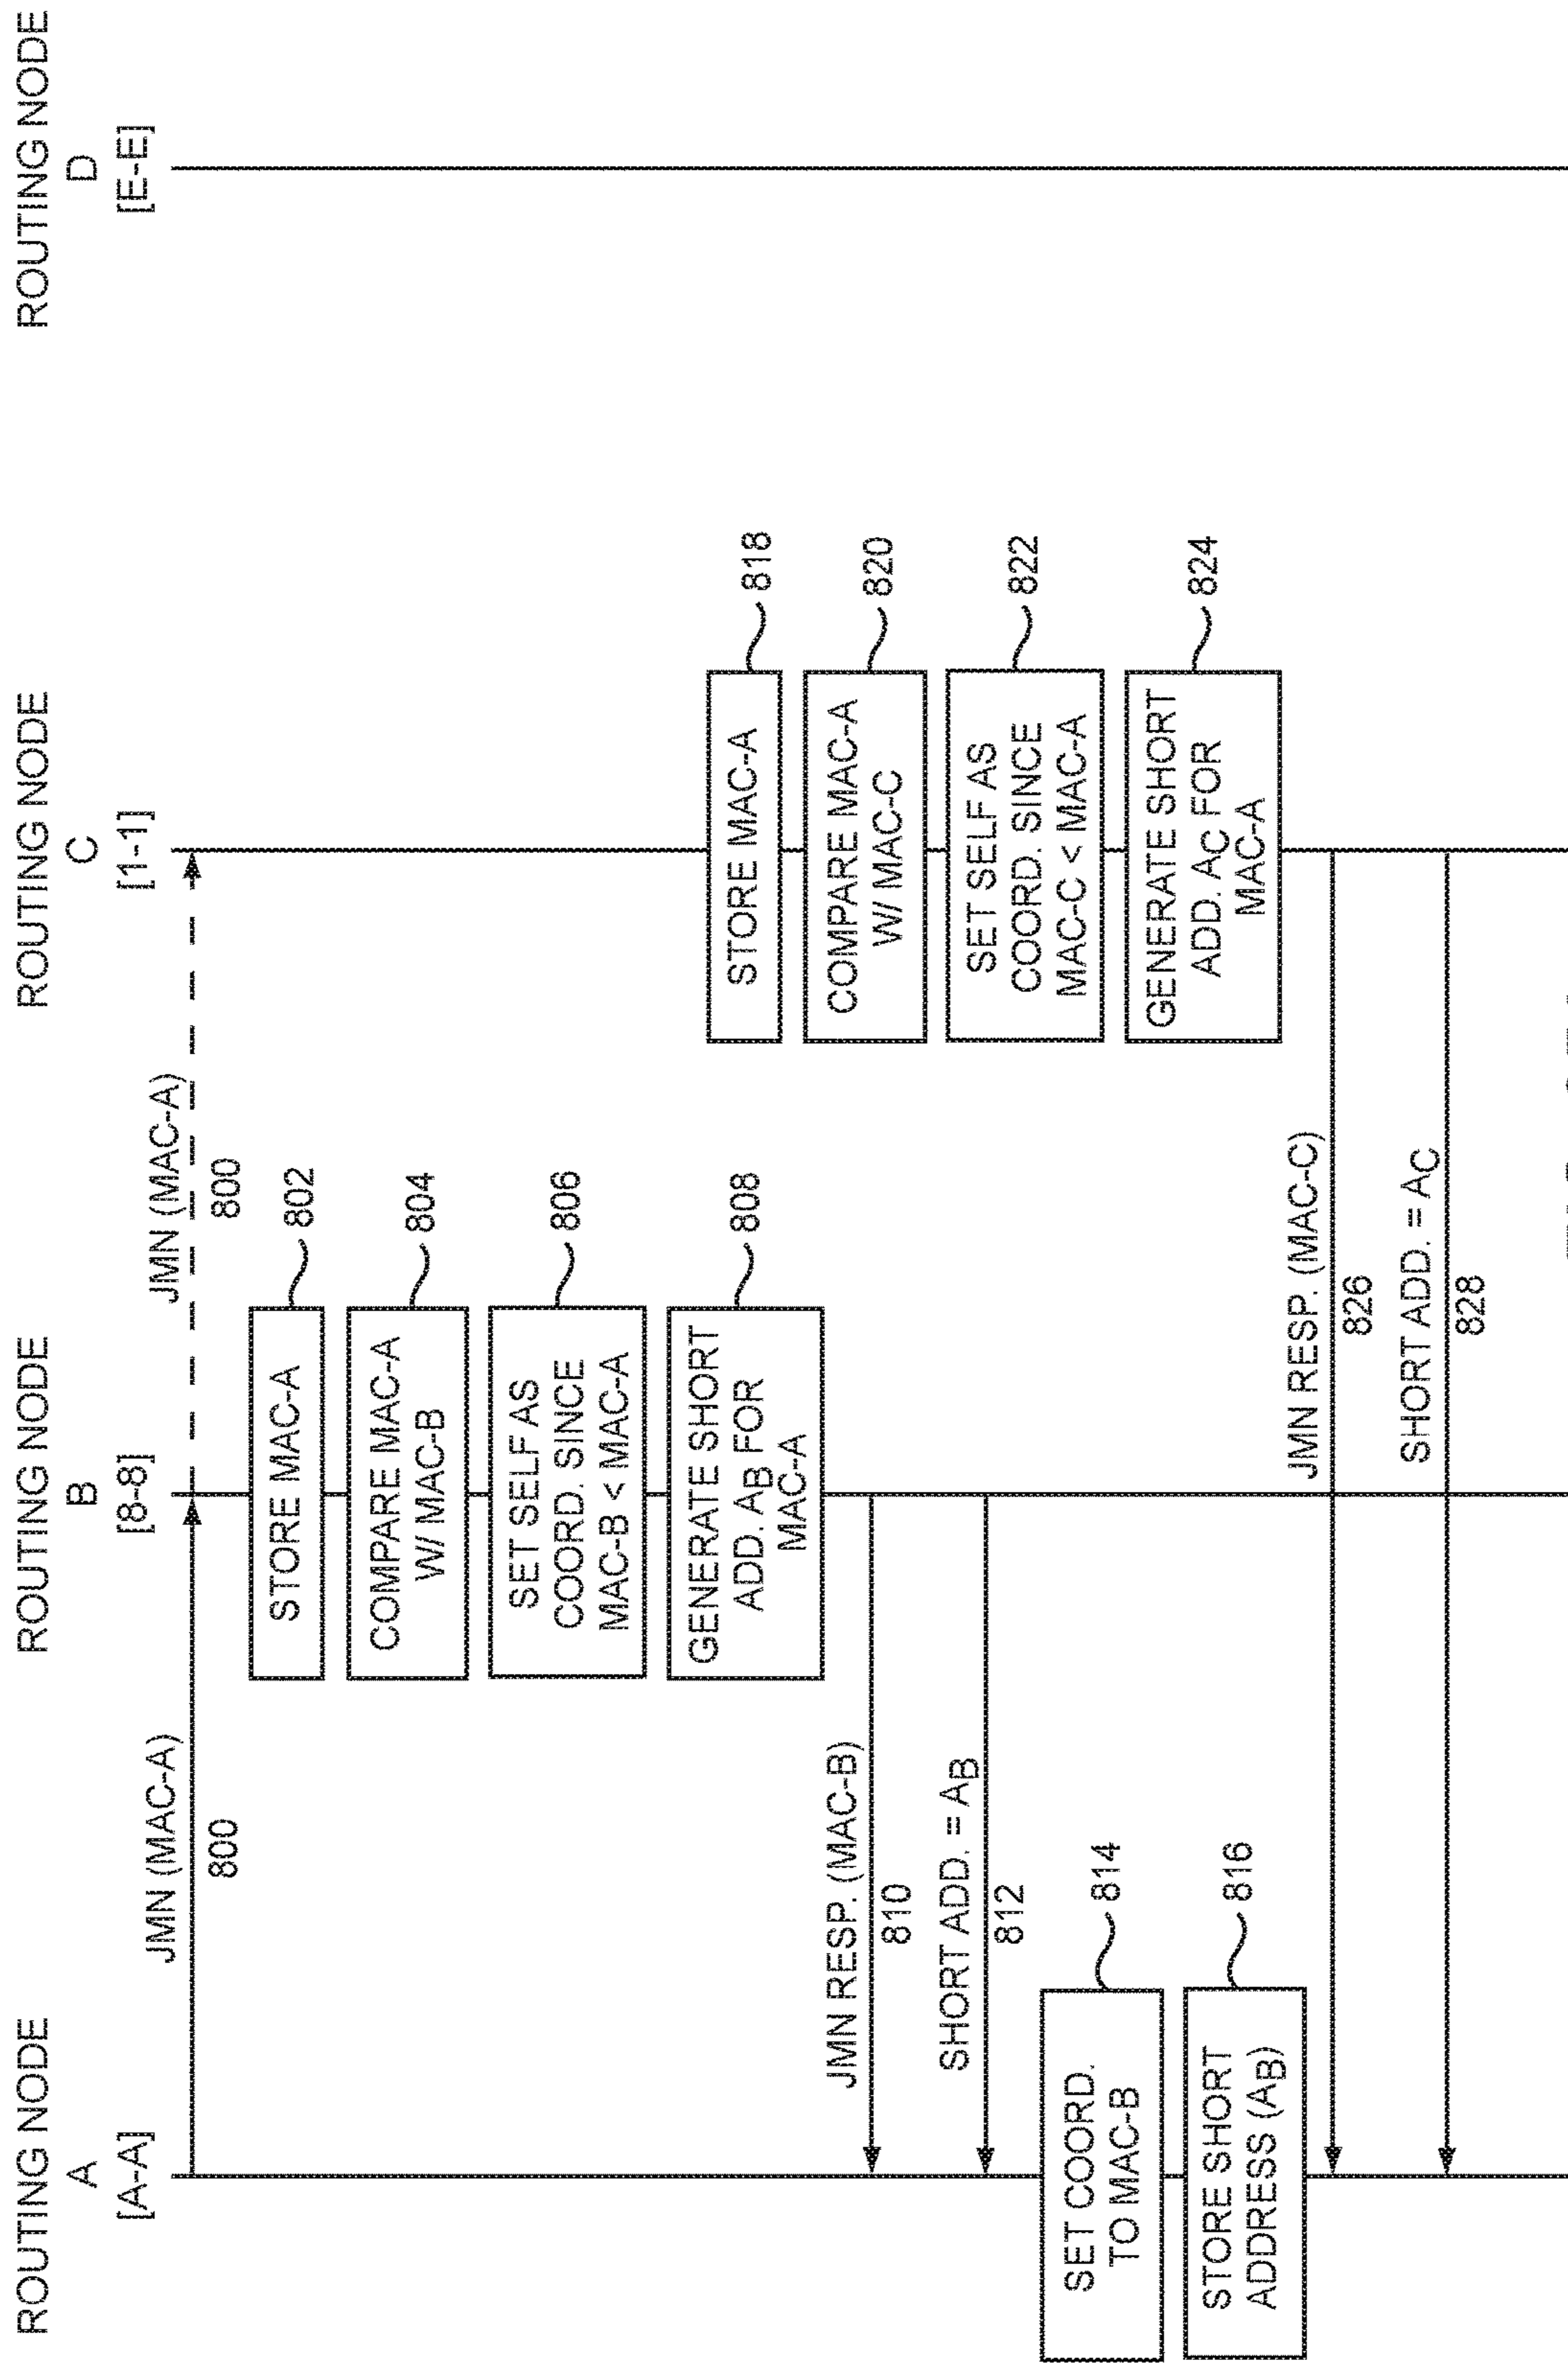 ROUTING NODE
A
[A-A]
ROUTING NODE
B
[8-8]
ROUTING NODE
C
[1-1]
ROUTING NODE
D
[E-E]
JMN (MAC-A)
800
JMN (MAC-A)
800
STORE MAC-A
802
COMPARE MAC-A
W/ MAC-B
804
SET SELF AS
COORD. SINCE
MAC-B < MAC-A
806
GENERATE SHORT
ADD. AB FOR
MAC-A
808
JMN RESP. (MAC-B)
810
SHORT ADD. = AB
812
SET COORD.
TO MAC-B
814
STORE SHORT
ADDRESS (AB)
816
STORE MAC-A
818
COMPARE MAC-A
W/ MAC-C
820
SET SELF AS
COORD. SINCE
MAC-C < MAC-A
822
GENERATE SHORT
ADD. AC FOR
MAC-A
824
JMN RESP. (MAC-C)
826
SHORT ADD. = AC
828